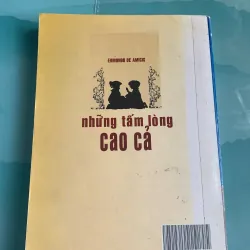 EDMONDO DE AMICIS
những tấm lòng
cao cả